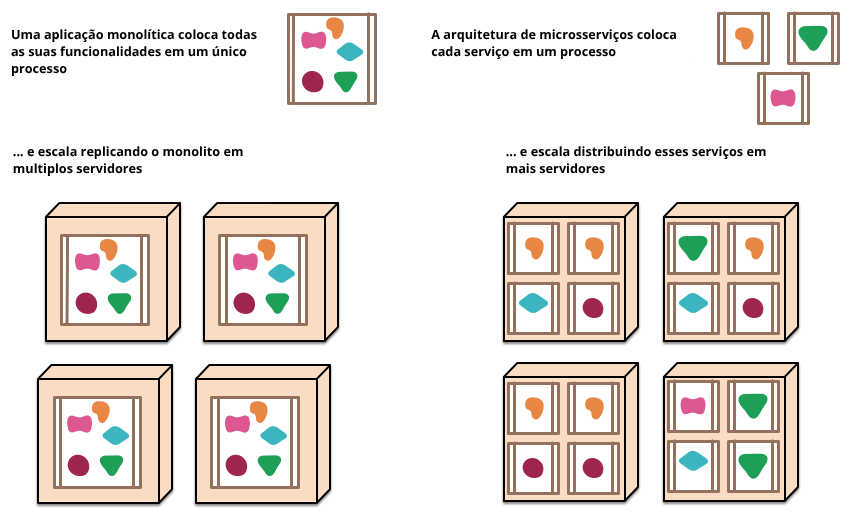 Uma aplicação monolítica coloca todas
as suas funcionalidades em um único
processo
... e escala replicando o monolito em
multiplos servidores
A arquitetura de microsserviços coloca
cada serviço em um processo
... e escala distribuindo esses serviços em
mais servidores